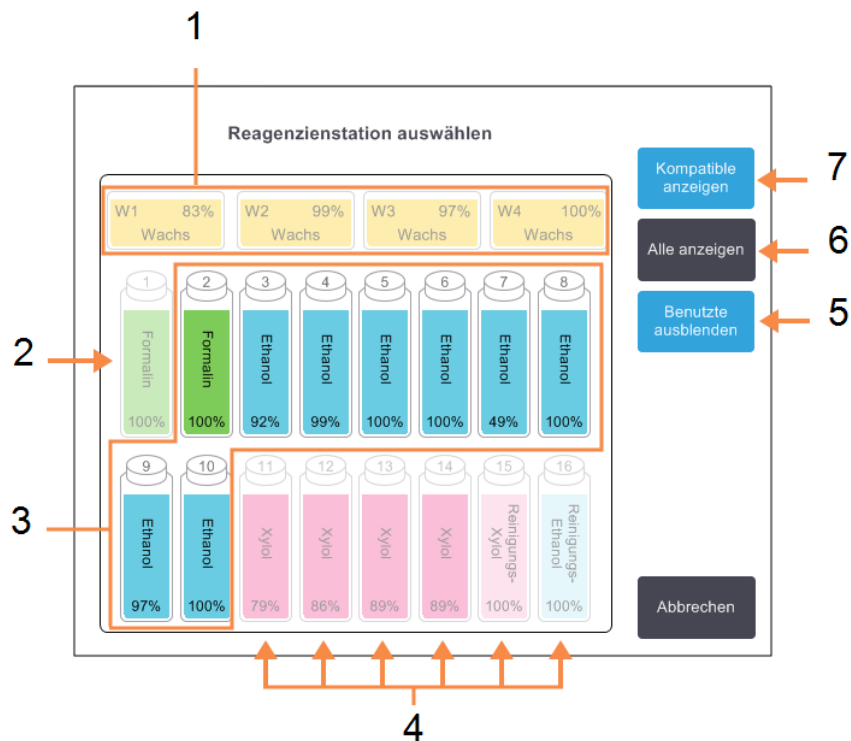 1
Reagenzienstation auswählen
Kompatible
anzeigen
7
W1 83%
Wachs
W2 99%
Wachs
W3 97%
Wachs
W4 100%
Wachs
Alle anzeigen
6
Benutzte
ausblenden
5
2
1
Formalin
100%
2
Formalin
100%
3
Ethanol
92%
4
Ethanol
99%
5
Ethanol
100%
6
Ethanol
100%
7
Ethanol
49%
8
Ethanol
100%
3
9
Ethanol
97%
10
Ethanol
100%
11
Xylol
79%
12
Xylol
86%
13
Xylol
89%
14
Xylol
89%
15
Reinigungs-
Xylol
100%
16
Reinigungs-
Ethanol
100%
Abbrechen
4